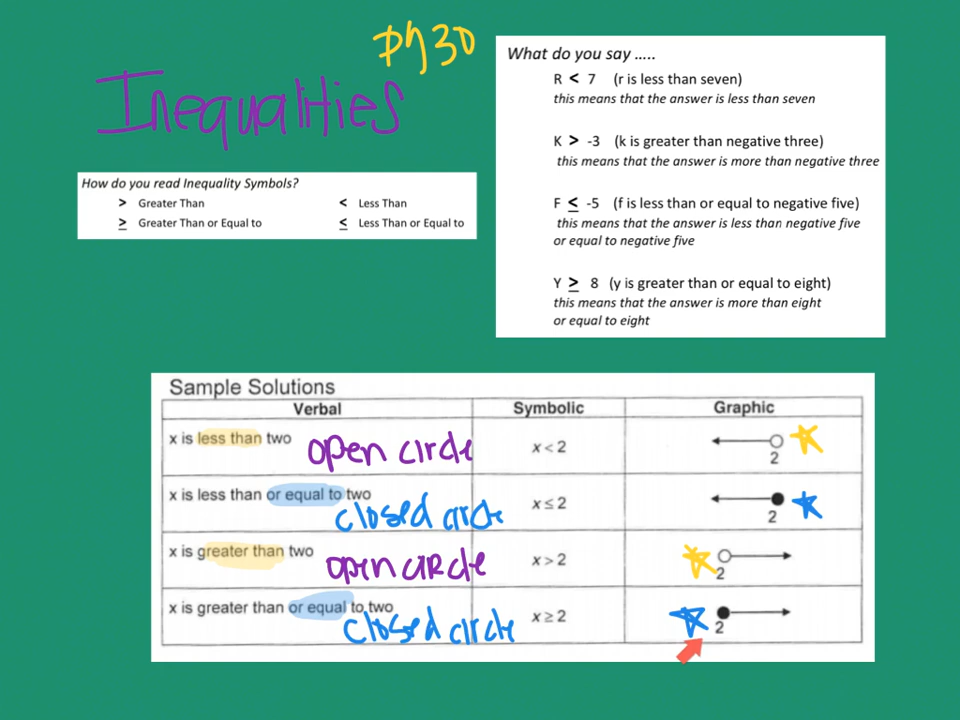 pg 30
Inequalities
How do you read Inequality Symbols?
> Greater Than < Less Than
≥ Greater Than or Equal to ≤ Less Than or Equal to
What do you say .....
R < 7 (r is less than seven)
this means that the answer is less than seven
K > -3 (k is greater than negative three)
this means that the answer is more than negative three
F ≤ -5 (f is less than or equal to negative five)
this means that the answer is less than negative five
or equal to negative five
Y ≥ 8 (y is greater than or equal to eight)
this means that the answer is more than eight
or equal to eight
Sample Solutions
Verbal Symbolic Graphic
x is less than two open circle x < 2 2
x is less than or equal to two closed circle x ≤ 2 2
x is greater than two open circle x > 2 2
x is greater than or equal to two closed circle x ≥ 2 2